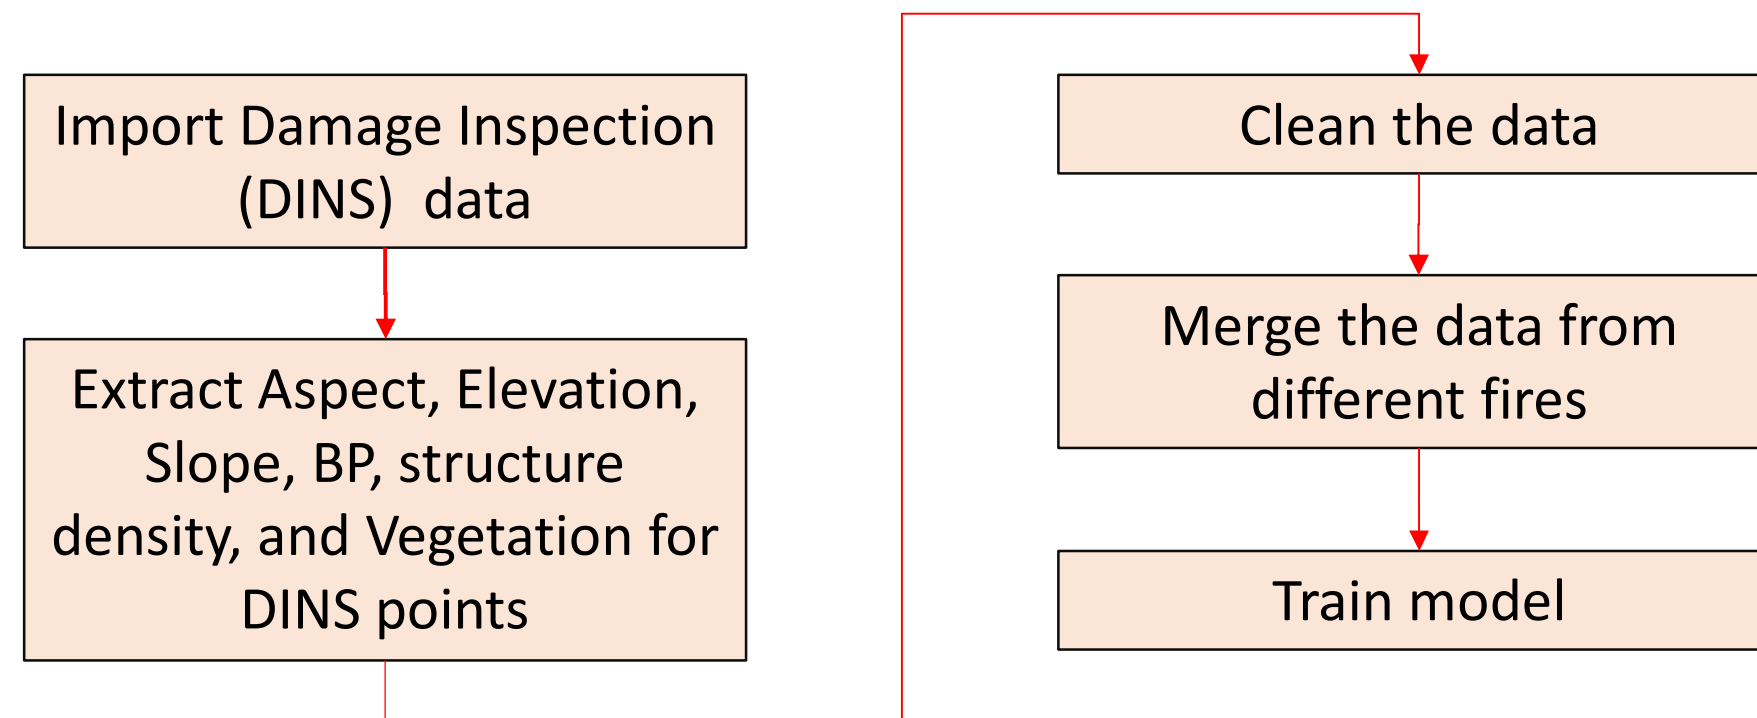 Import Damage Inspection
(DINS)  data
Extract Aspect, Elevation,
Slope, BP, structure
density, and Vegetation for
DINS points
Clean the data
Merge the data from
different fires
Train model